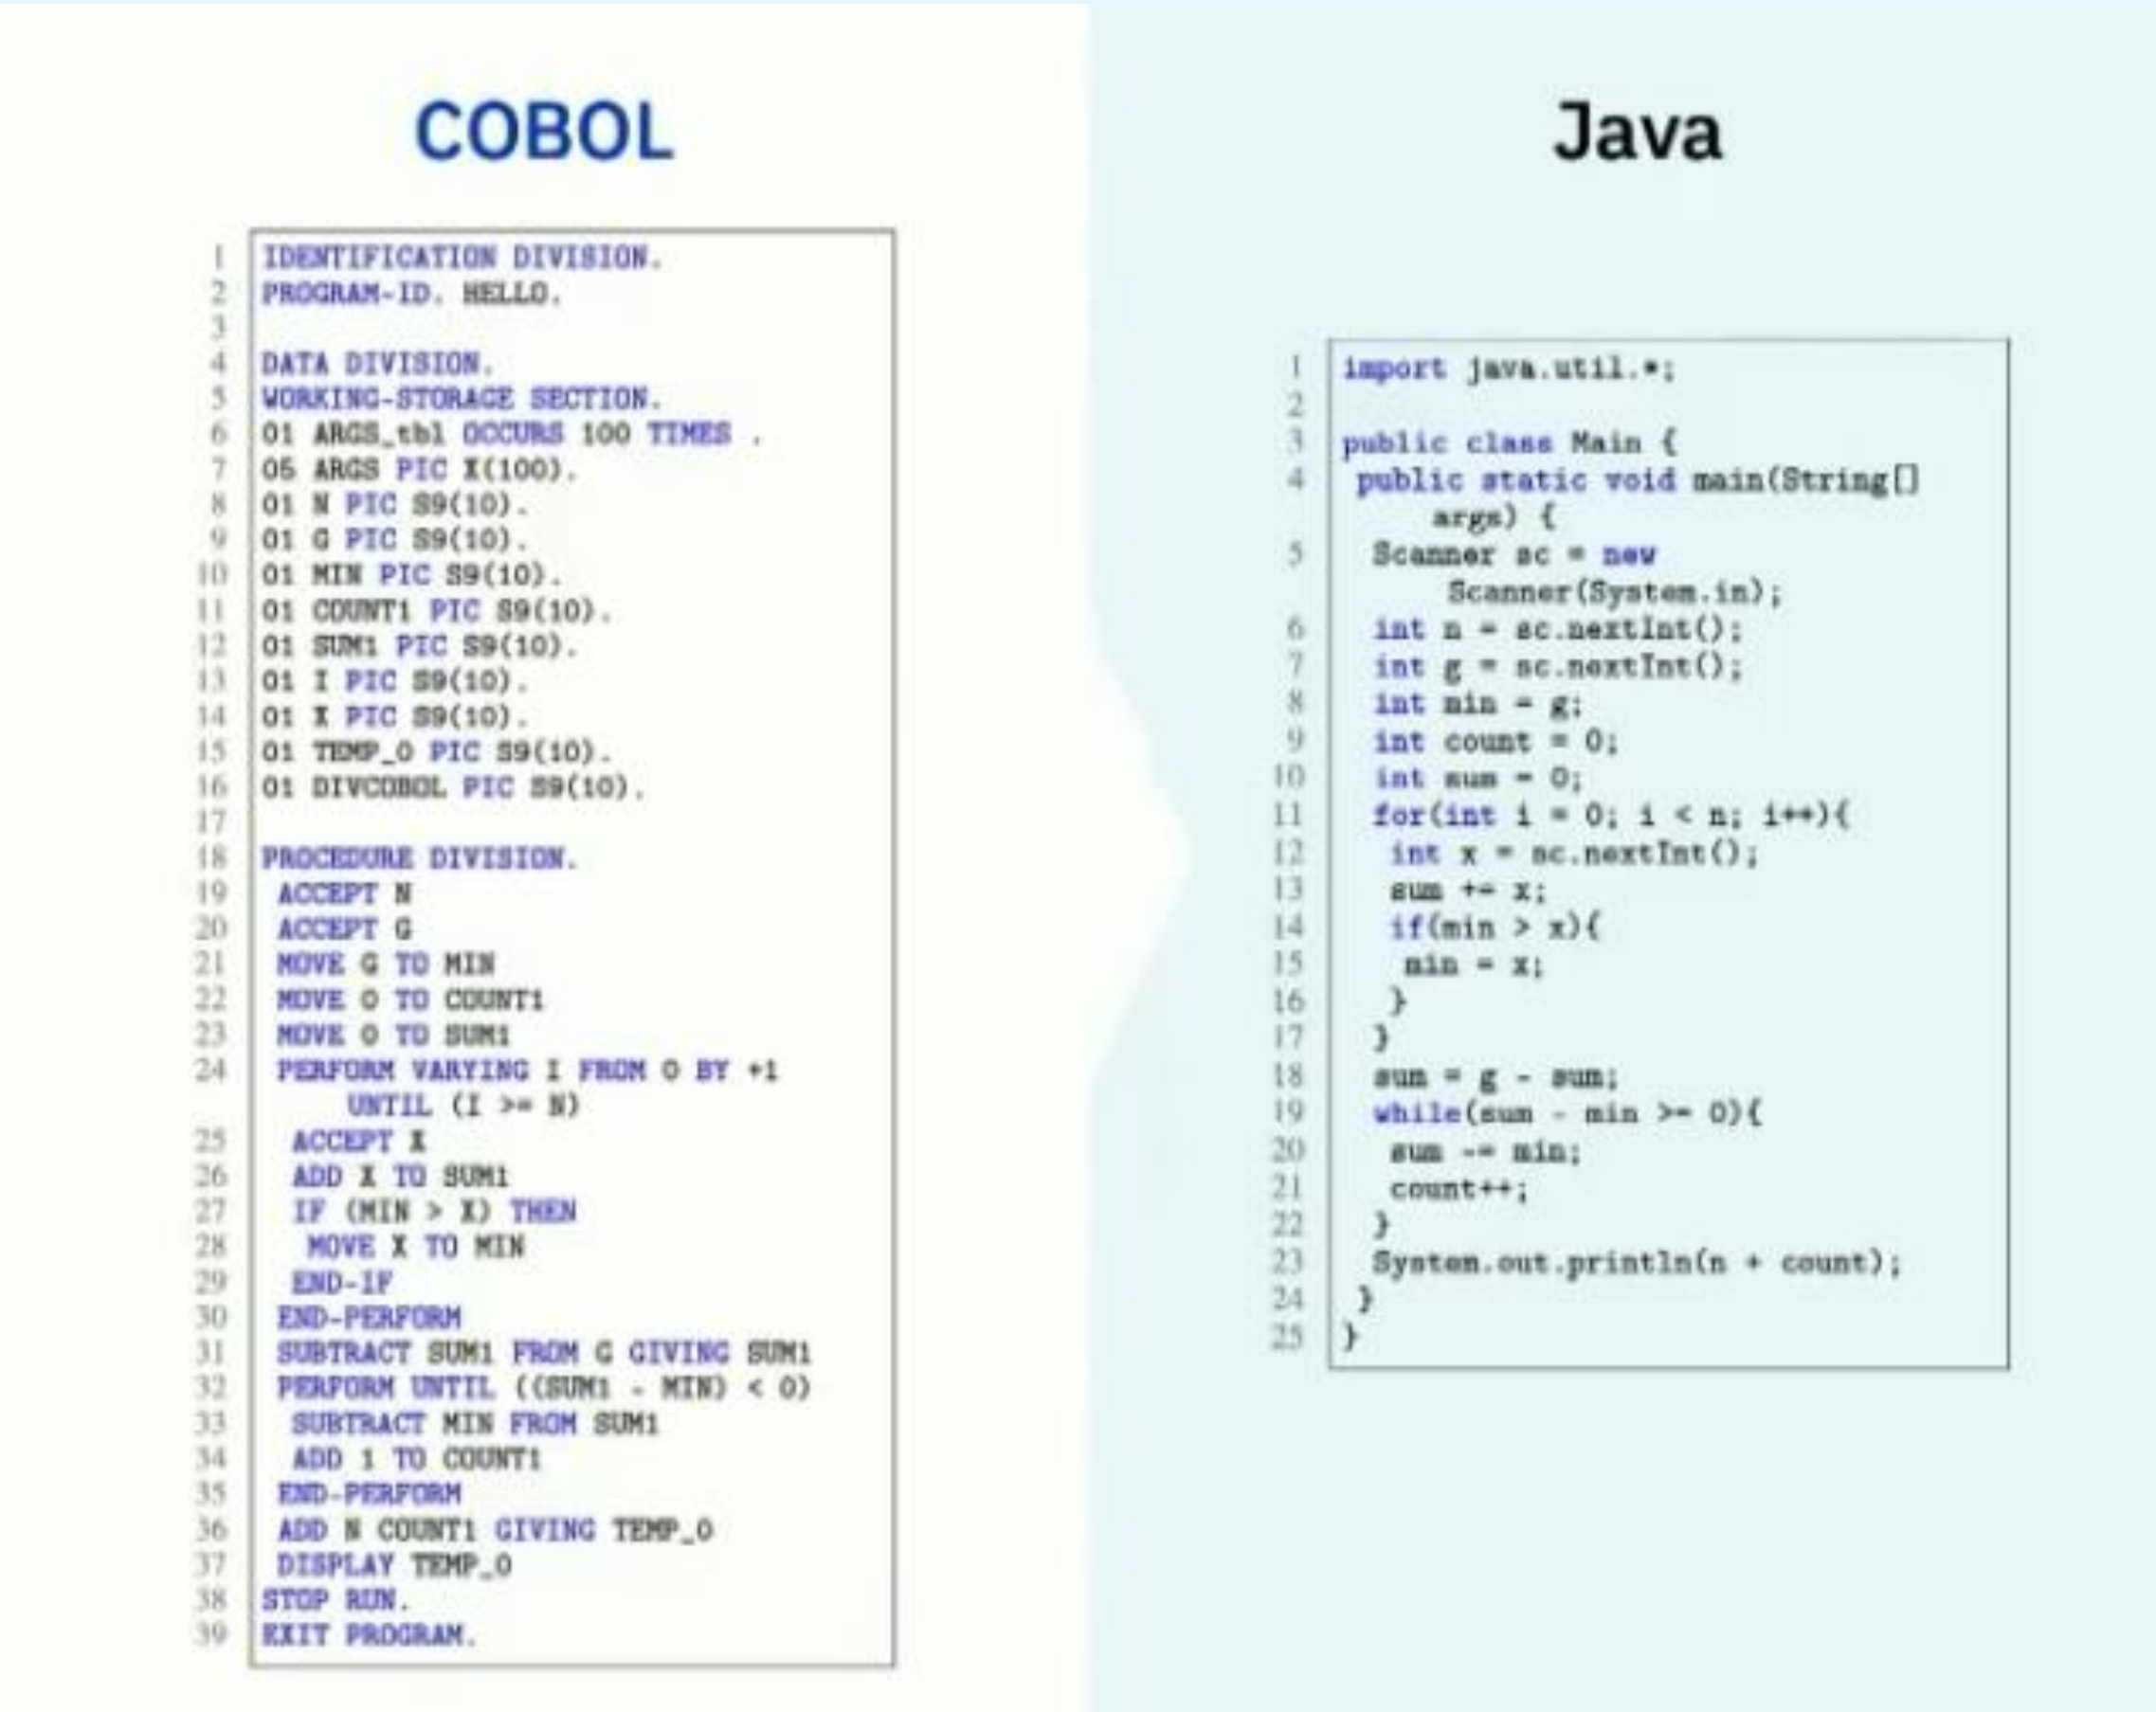 COBOL
1 IDENTIFICATION DIVISION.
2 PROGRAM-ID. HELLO.
3
4 DATA DIVISION.
5 WORKING-STORAGE SECTION.
6 01 ARGS_tbl OCCURS 100 TIMES .
7 05 ARGS PIC X(100).
8 01 N PIC S9(10).
9 01 G PIC S9(10).
10 01 MIN PIC S9(10).
11 01 COUNT1 PIC S9(10).
12 01 SUM1 PIC S9(10).
13 01 I PIC S9(10).
14 01 X PIC S9(10).
15 01 TEMP_0 PIC S9(10).
16 01 DIVCOBOL PIC S9(10).
17
18 PROCEDURE DIVISION.
19 ACCEPT N
20 ACCEPT G
21 MOVE G TO MIN
22 MOVE 0 TO COUNT1
23 MOVE 0 TO SUM1
24 PERFORM VARYING I FROM 0 BY +1
UNTIL (I >= N)
25 ACCEPT X
26 ADD X TO SUM1
27 IF (MIN > X) THEN
28 MOVE X TO MIN
29 END-IF
30 END-PERFORM
31 SUBTRACT SUM1 FROM G GIVING SUM1
32 PERFORM UNTIL ((SUM1 - MIN) < 0)
33 SUBTRACT MIN FROM SUM1
34 ADD 1 TO COUNT1
35 END-PERFORM
36 ADD N COUNT1 GIVING TEMP_0
37 DISPLAY TEMP_0
38 STOP RUN.
39 EXIT PROGRAM.
Java
1 import java.util.*;
2
3 public class Main {
4 public static void main(String[]
args) {
5 Scanner sc = new
Scanner(System.in);
6 int n = sc.nextInt();
7 int g = sc.nextInt();
8 int min = g;
9 int count = 0;
10 int sum = 0;
11 for(int i = 0; i < n; i++){
12 int x = sc.nextInt();
13 sum += x;
14 if(min > x){
15 min = x;
16 }
17 }
18 sum = g - sum;
19 while(sum - min >= 0){
20 sum -= min;
21 count++;
22 }
23 System.out.println(n + count);
24 }
25 }